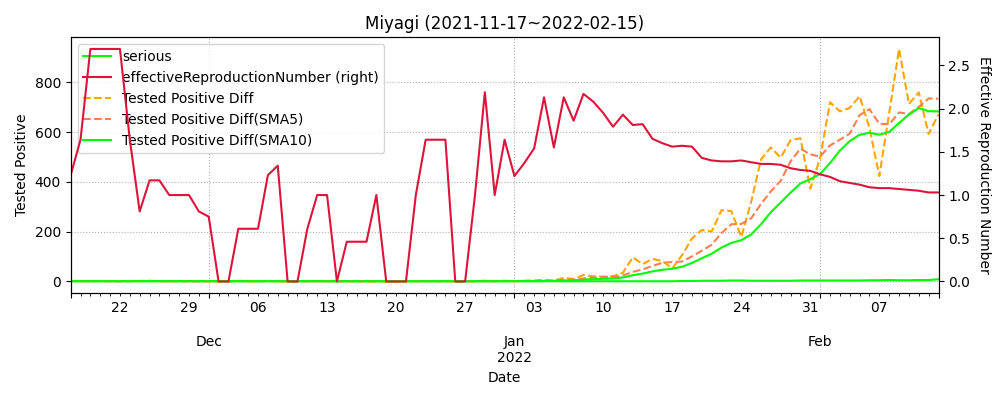 Miyagi (2021-11-17~2022-02-15)
serious
effectiveReproductionNumber (right)
Tested Positive Diff
Tested Positive Diff(SMA5)
Tested Positive Diff(SMA10)
Tested Positive
800
600
400
200
0
2.5
2.0
1.5
1.0
0.5
0.0
Effective Reproduction Number
22 29 06 13 20 27 03 10 17 24 31 07
Dec Jan Feb
2022
Date